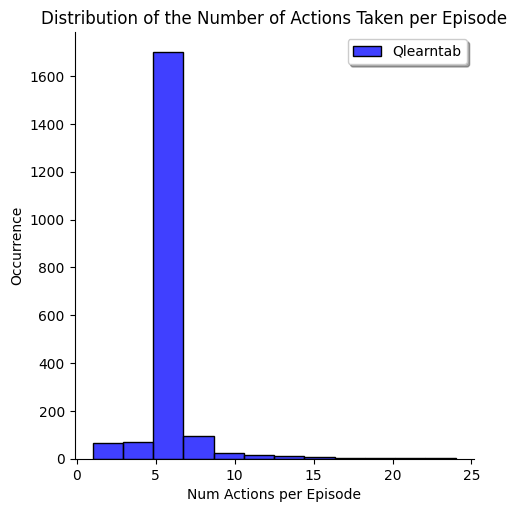 Distribution of the Number of Actions Taken per Episode
Qlearntab
1600
1400
1200
1000
800
600
400
200
0
Occurrence
0 5 10 15 20 25
Num Actions per Episode